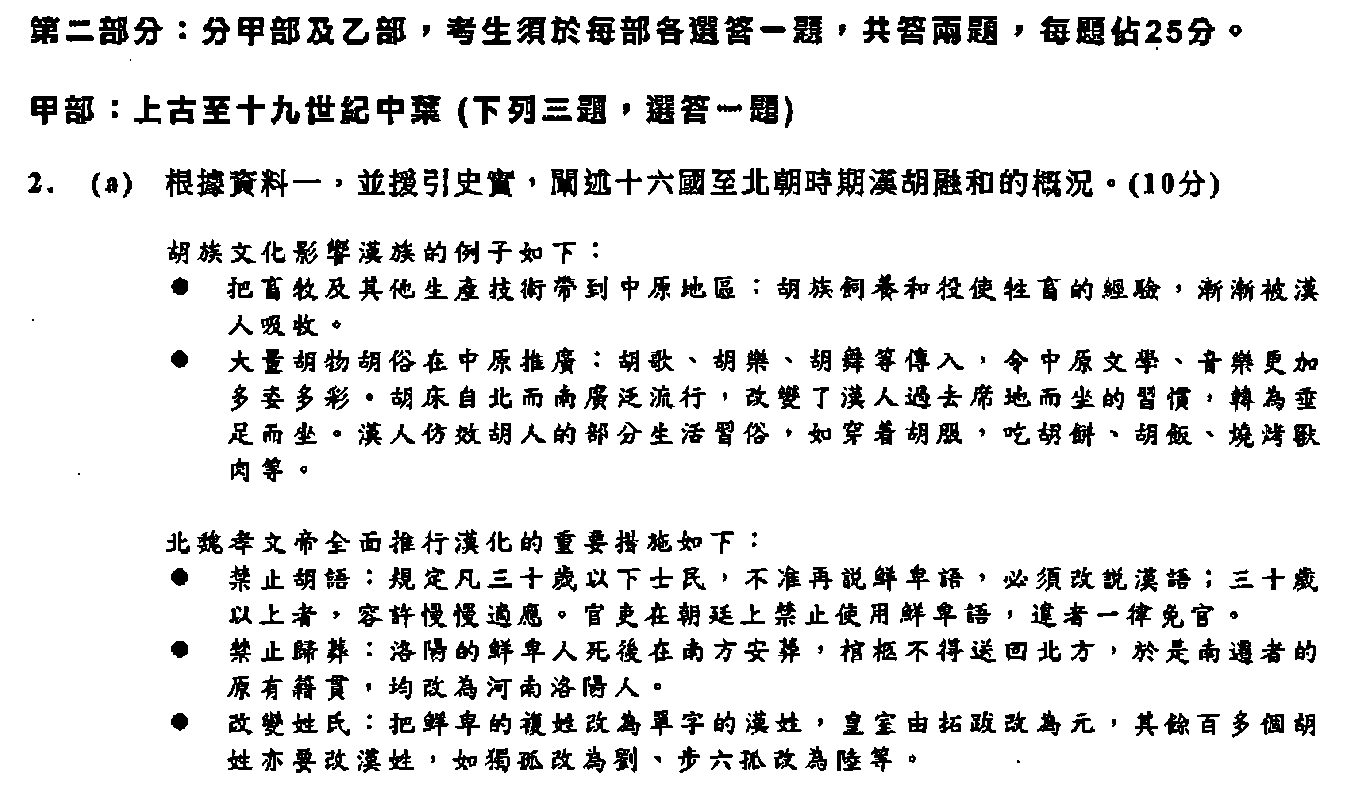 第二部分：分甲部及乙部，考生須於每部各選答一題，共答兩題，每題佔25分。
甲部：上古至十九世紀中葉 (下列三題，選答一題)
2. (a) 根據資料一，並援引史實，闡述十六國至北朝時期漢胡融和的概況。(10分)
胡族文化影響漢族的例子如下：
● 把畜牧及其他生產技術帶到中原地區：胡族飼養和役使牲畜的經驗，漸漸被漢
人吸收。
● 大量胡物胡俗在中原推廣：胡歌、胡樂、胡舞等傳入，令中原文學、音樂更加
多姿多彩。胡床自北而南廣泛流行，改變了漢人過去席地而坐的習慣，轉為垂
足而坐。漢人仿效胡人的部分生活習俗，如穿着胡服，吃胡餅、胡飯、燒烤獸
肉等。
北魏孝文帝全面推行漢化的重要措施如下：
● 禁止胡語：規定凡三十歲以下士民，不准再說鮮卑語，必須改說漢語；三十歲
以上者，容許慢慢適應。官吏在朝廷上禁止使用鮮卑語，違者一律免官。
● 禁止歸葬：洛陽的鮮卑人死後在南方安葬，棺柩不得送回北方，於是南遷者的
原有籍貫，均改為河南洛陽人。
● 改變姓氏：把鮮卑的複姓改為單字的漢姓，皇室由拓跋改為元，其餘百多個胡
姓亦要改漢姓，如獨孤改為劉、步六孤改為陸等。